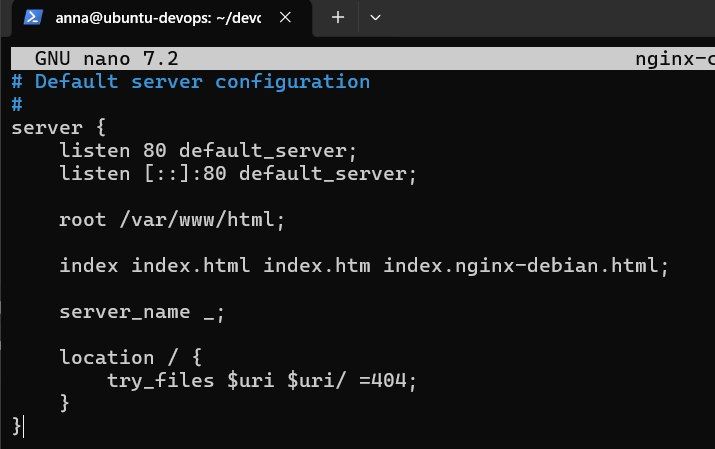 anna@ubuntu-devops: ~/devo
GNU nano 7.2 nginx-c
# Default server configuration
#
server {
    listen 80 default_server;
    listen [::]:80 default_server;

    root /var/www/html;

    index index.html index.htm index.nginx-debian.html;

    server_name _;

    location / {
        try_files $uri $uri/ =404;
    }
}